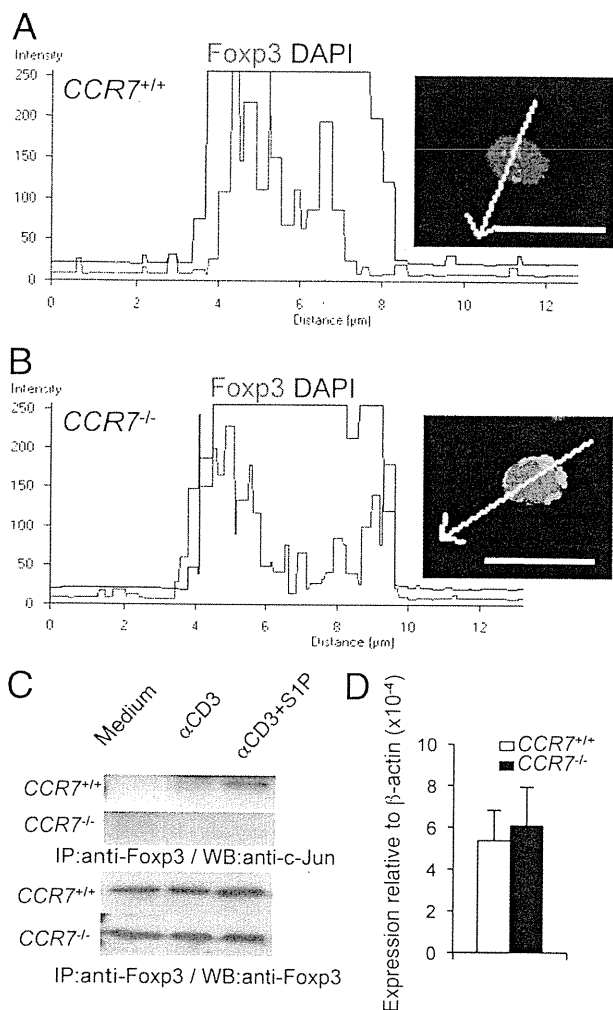 A
Intensity
Foxp3 DAPI
CCR7+/+
250
200
150
100
50
0
0 2 4 6 8 10 12
Distance [µm]
B
Intensity
Foxp3 DAPI
CCR7-/-
250
200
150
100
50
0
0 2 4 6 8 10 12
Distance [µm]
C
Medium
αCD3
αCD3+S1P
CCR7+/+
CCR7-/-
IP:anti-Foxp3 / WB:anti-c-Jun
CCR7+/+
CCR7-/-
IP:anti-Foxp3 / WB:anti-Foxp3
D
Expression relative to β-actin (x10-4)
CCR7+/+
CCR7-/-
10
8
6
4
2
0